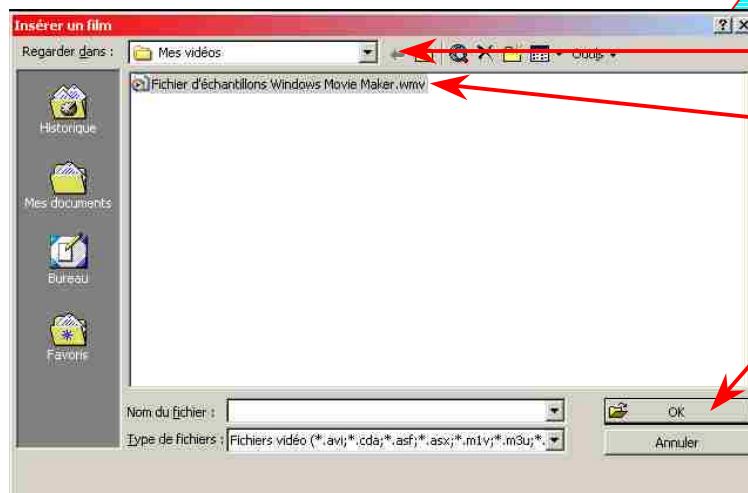 Insérer un film
Regarder dans :
Mes vidéos
Outils
Fichier d'échantillons Windows Movie Maker.wmv
Historique
Mes documents
Bureau
Favoris
Nom du fichier :
OK
Type de fichiers :
Fichiers vidéo (*.avi;*.cda;*.asf;*.asx;*.m1v;*.m3u;*.
Annuler